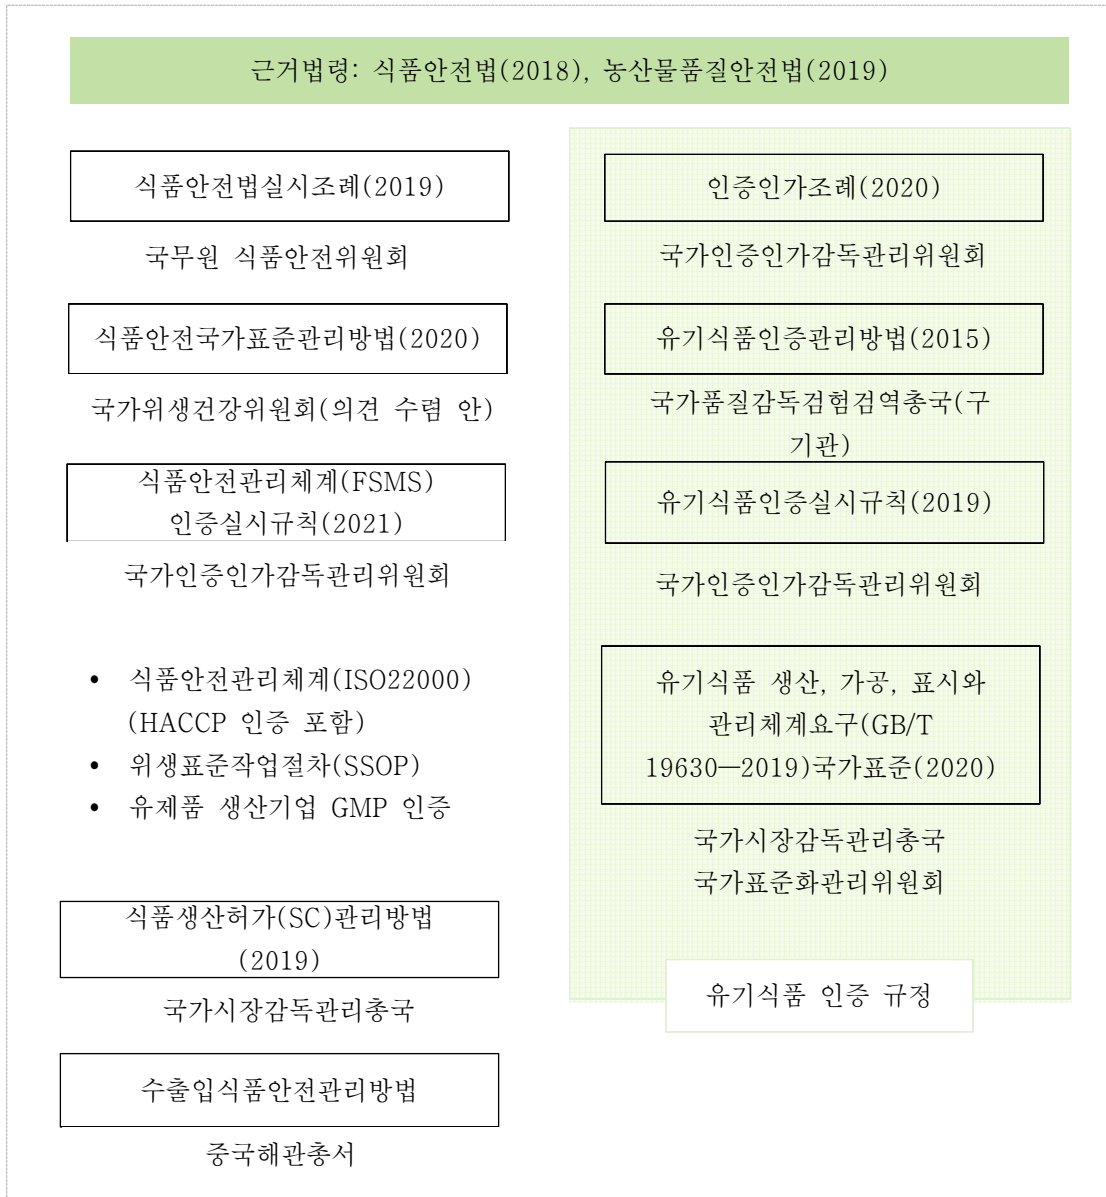 근거법령: 식품안전법(2018), 농산물품질안전법(2019)
식품안전법실시조례(2019)
국무원 식품안전위원회
식품안전국가표준관리방법(2020)
국가위생건강위원회(의견 수렴 안)
식품안전관리체계(FSMS)
인증실시규칙(2021)
국가인증인가감독관리위원회
• 식품안전관리체계(ISO22000)
(HACCP 인증 포함)
• 위생표준작업절차(SSOP)
• 유제품 생산기업 GMP 인증
식품생산허가(SC)관리방법
(2019)
국가시장감독관리총국
수출입식품안전관리방법
중국해관총서
인증인가조례(2020)
국가인증인가감독관리위원회
유기식품인증관리방법(2015)
국가품질감독검험검역총국(구
기관)
유기식품인증실시규칙(2019)
국가인증인가감독관리위원회
유기식품 생산, 가공, 표시와
관리체계요구(GB/T
19630—2019)국가표준(2020)
국가시장감독관리총국
국가표준화관리위원회
유기식품 인증 규정